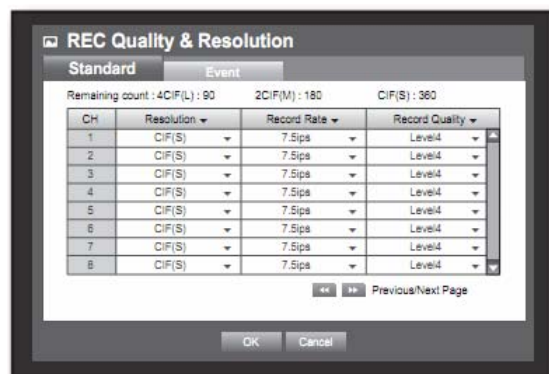 REC Quality & Resolution
Standard Event
Remaining count : 4CIF(L) : 90 2CIF(M) : 180 CIF(S) : 360
CH Resolution Record Rate Record Quality
1 CIF(S) 7.5ips Level4
2 CIF(S) 7.5ips Level4
3 CIF(S) 7.5ips Level4
4 CIF(S) 7.5ips Level4
5 CIF(S) 7.5ips Level4
6 CIF(S) 7.5ips Level4
7 CIF(S) 7.5ips Level4
8 CIF(S) 7.5ips Level4
Previous/Next Page
OK Cancel